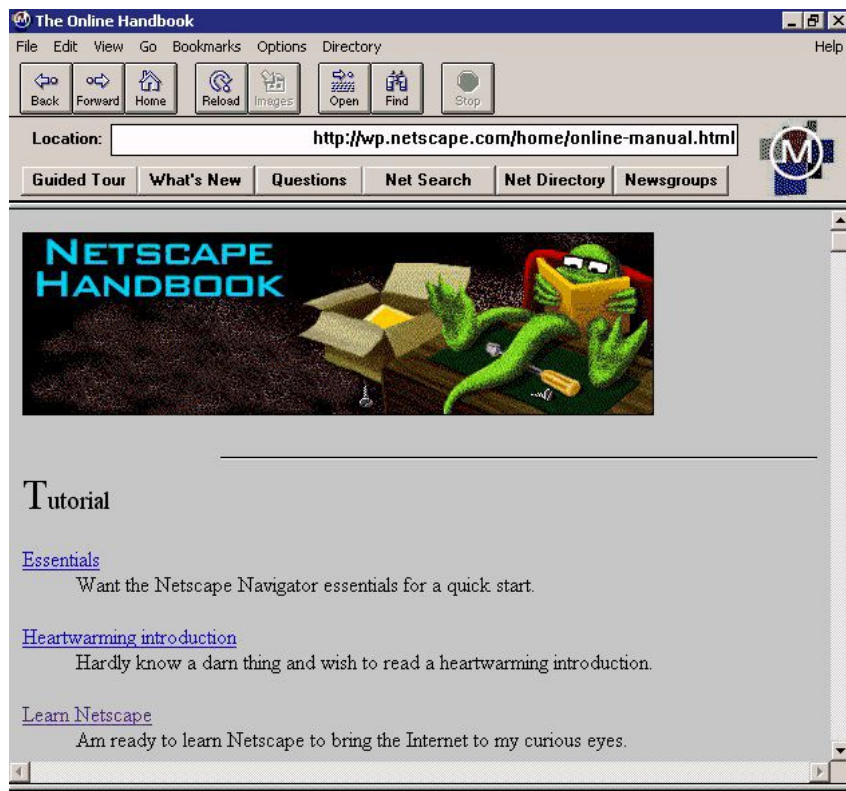 The Online Handbook
File Edit View Go Bookmarks Options Directory Help
Back Forward Home Reload Images Open Find Stop
Location: http://wp.netscape.com/home/online-manual.html
M
Guided Tour What's New Questions Net Search Net Directory Newsgroups
NETSCAPE
HANDBOOK
Tutorial
Essentials
Want the Netscape Navigator essentials for a quick start.
Heartwarming introduction
Hardly know a darn thing and wish to read a heartwarming introduction.
Learn Netscape
Am ready to learn Netscape to bring the Internet to my curious eyes.